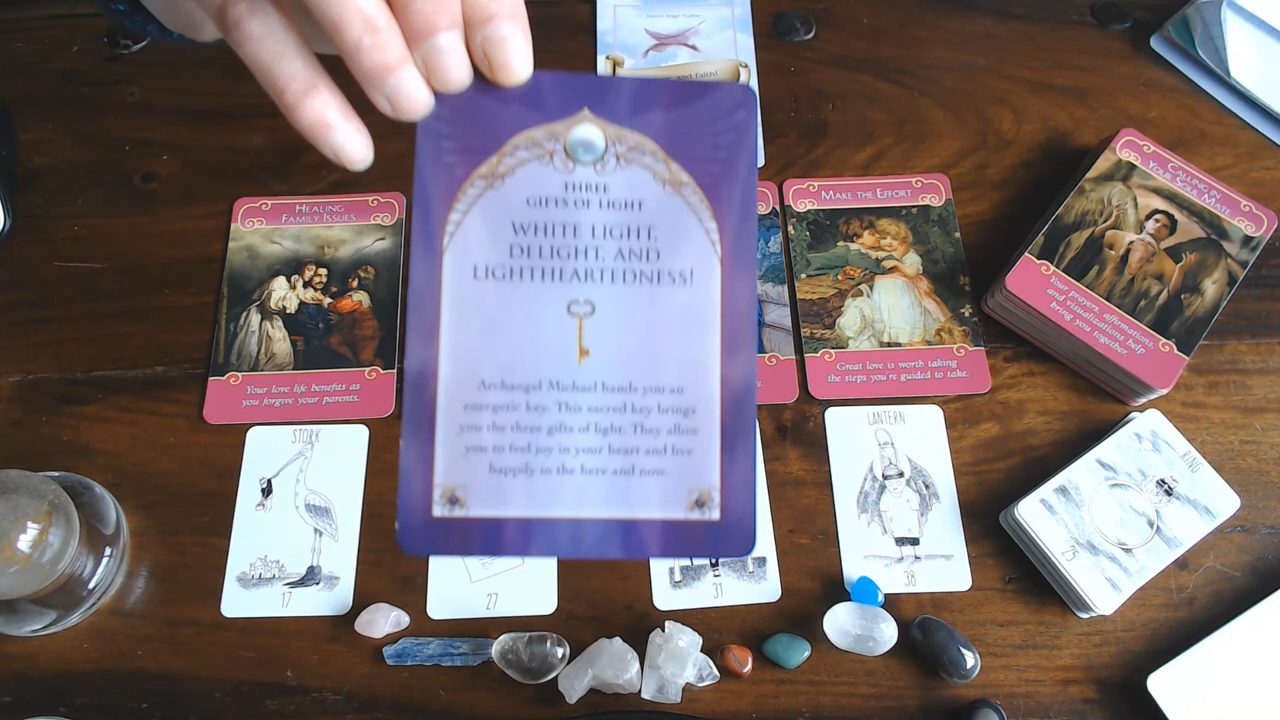 and faith!
THREE
GIFTS OF LIGHT
WHITE LIGHT,
DELIGHT, AND
LIGHTHEARTEDNESS!
Archangel Michael hands you an
energetic key. This sacred key brings
you the three gifts of light. They allow
you to feel joy in your heart and live
happily in the here and now.
HEALING
FAMILY ISSUES
Your love life benefits as
you forgive your parents.
MAKE THE EFFORT
Great love is worth taking
the steps you're guided to take.
CALLING IN
YOUR SOUL MATE
Your prayers, affirmations,
and visualizations help
bring you together.
STORK
17
27
31
LANTERN
38
RING
25